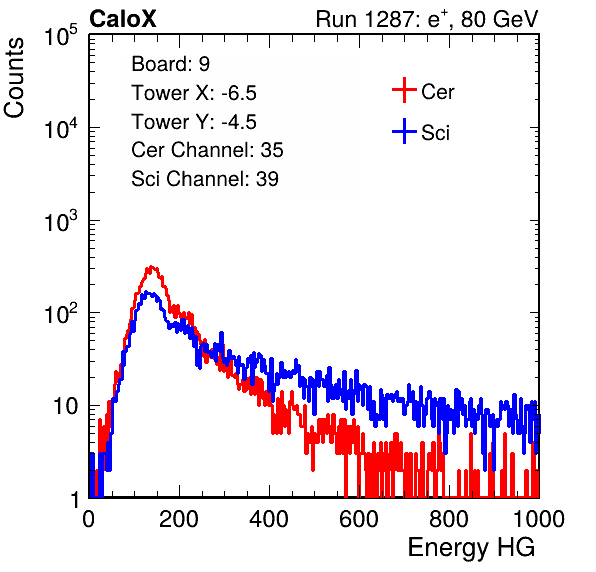 CaloX Run 1287: e⁺, 80 GeV
Counts
Board: 9
Tower X: -6.5
Tower Y: -4.5
Cer Channel: 35
Sci Channel: 39
Cer
Sci
10⁵
10⁴
10³
10²
10
1
0 200 400 600 800 1000
Energy HG